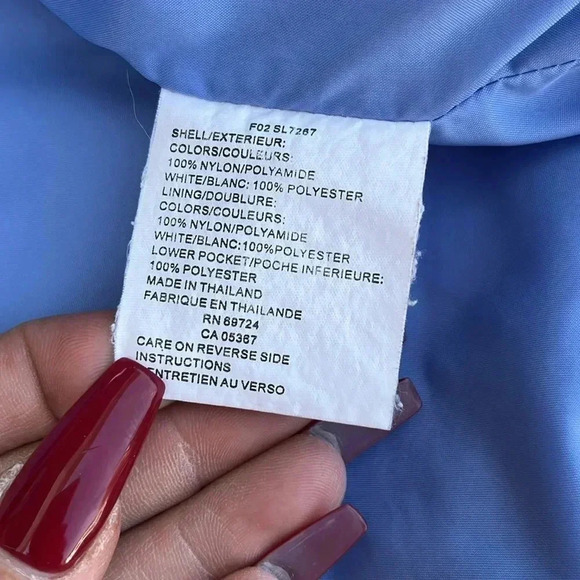 F02 SL7267
SHELL/EXTERIEUR:
COLORS/COULEURS:
100% NYLON/POLYAMIDE
WHITE/BLANC: 100% POLYESTER
LINING/DOUBLURE:
COLORS/COULEURS:
100% NYLON/POLYAMIDE
WHITE/BLANC:100%POLYESTER
LOWER POCKET/POCHE INFERIEURE:
100% POLYESTER
MADE IN THAILAND
FABRIQUE EN THAILANDE
RN 69724
CA 05367
CARE ON REVERSE SIDE
INSTRUCTIONS
ENTRETIEN AU VERSO